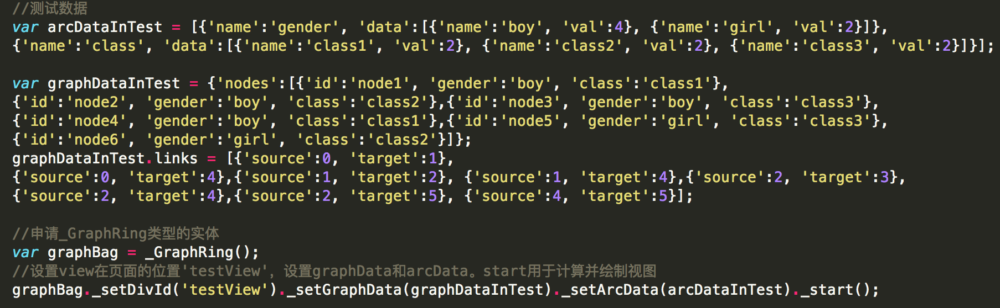 //测试数据
var arcDataInTest = [{'name':'gender', 'data':[{'name':'boy', 'val':4}, {'name':'girl', 'val':2}]},
{'name':'class', 'data':[{'name':'class1', 'val':2}, {'name':'class2', 'val':2}, {'name':'class3', 'val':2}]}];
var graphDataInTest = {'nodes':[{'id':'node1', 'gender':'boy', 'class':'class1'},
{'id':'node2', 'gender':'boy', 'class':'class2'},{'id':'node3', 'gender':'boy', 'class':'class3'},
{'id':'node4', 'gender':'boy', 'class':'class1'},{'id':'node5', 'gender':'girl', 'class':'class3'},
{'id':'node6', 'gender':'girl', 'class':'class2'}]};
graphDataInTest.links = [{'source':0, 'target':1},
{'source':0, 'target':4},{'source':1, 'target':2}, {'source':1, 'target':4},{'source':2, 'target':3},
{'source':2, 'target':4},{'source':2, 'target':5}, {'source':4, 'target':5}];
//申请_GraphRing类型的实体
var graphBag = _GraphRing();
//设置view在页面的位置'testView'，设置graphData和arcData。start用于计算并绘制视图
graphBag._setDivId('testView')._setGraphData(graphDataInTest)._setArcData(arcDataInTest)._start();